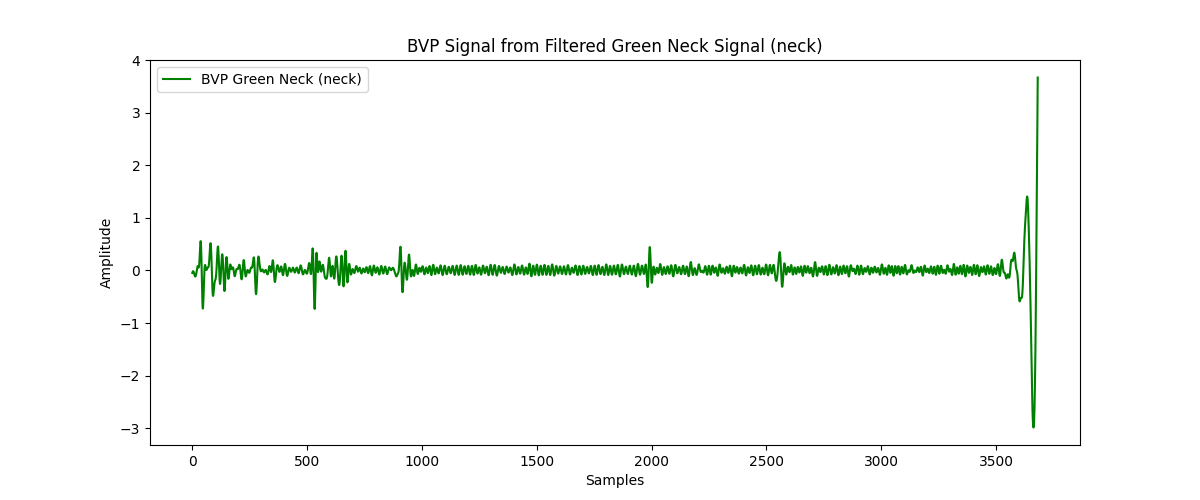 BVP Signal from Filtered Green Neck Signal (neck)
BVP Green Neck (neck)
Amplitude
4
3
2
1
0
−1
−2
−3
0 500 1000 1500 2000 2500 3000 3500
Samples